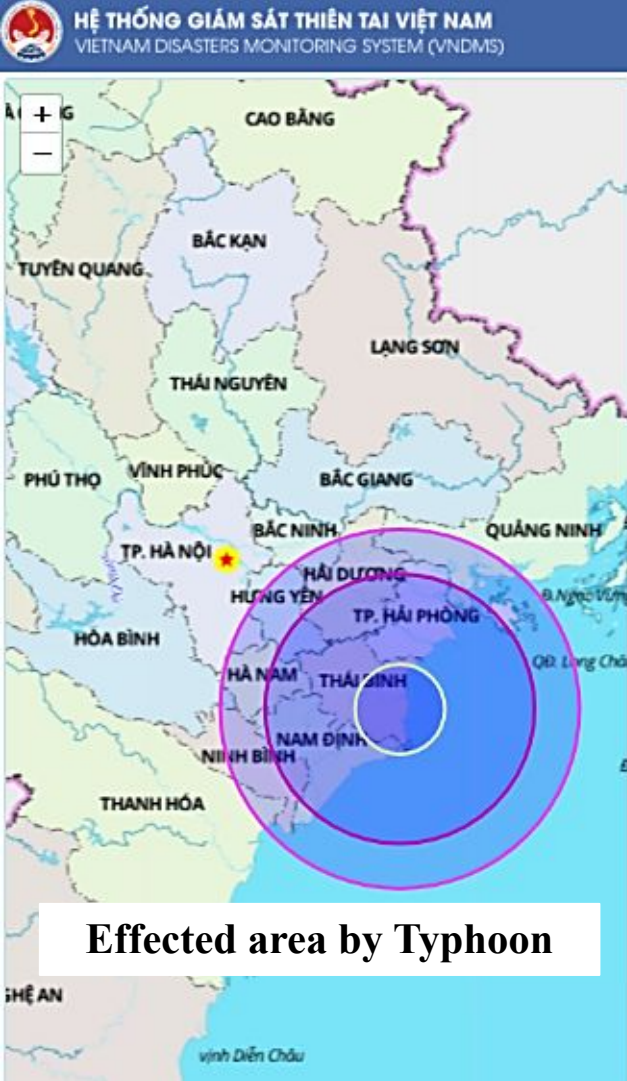 HỆ THỐNG GIÁM SÁT THIÊN TAI VIỆT NAM
VIETNAM DISASTERS MONITORING SYSTEM (VNDMS)
+
−
CAO BẰNG
BẮC KẠN
TUYÊN QUANG
LẠNG SƠN
THÁI NGUYÊN
PHÚ THỌ
VĨNH PHÚC
BẮC GIANG
BẮC NINH
QUẢNG NINH
TP. HÀ NỘI
HẢI DƯƠNG
HƯNG YÊN
TP. HẢI PHÒNG
HÒA BÌNH
HÀ NAM
THÁI BÌNH
NAM ĐỊNH
NINH BÌNH
THANH HÓA
Effected area by Typhoon
GHỆ AN
vịnh Diễn Châu